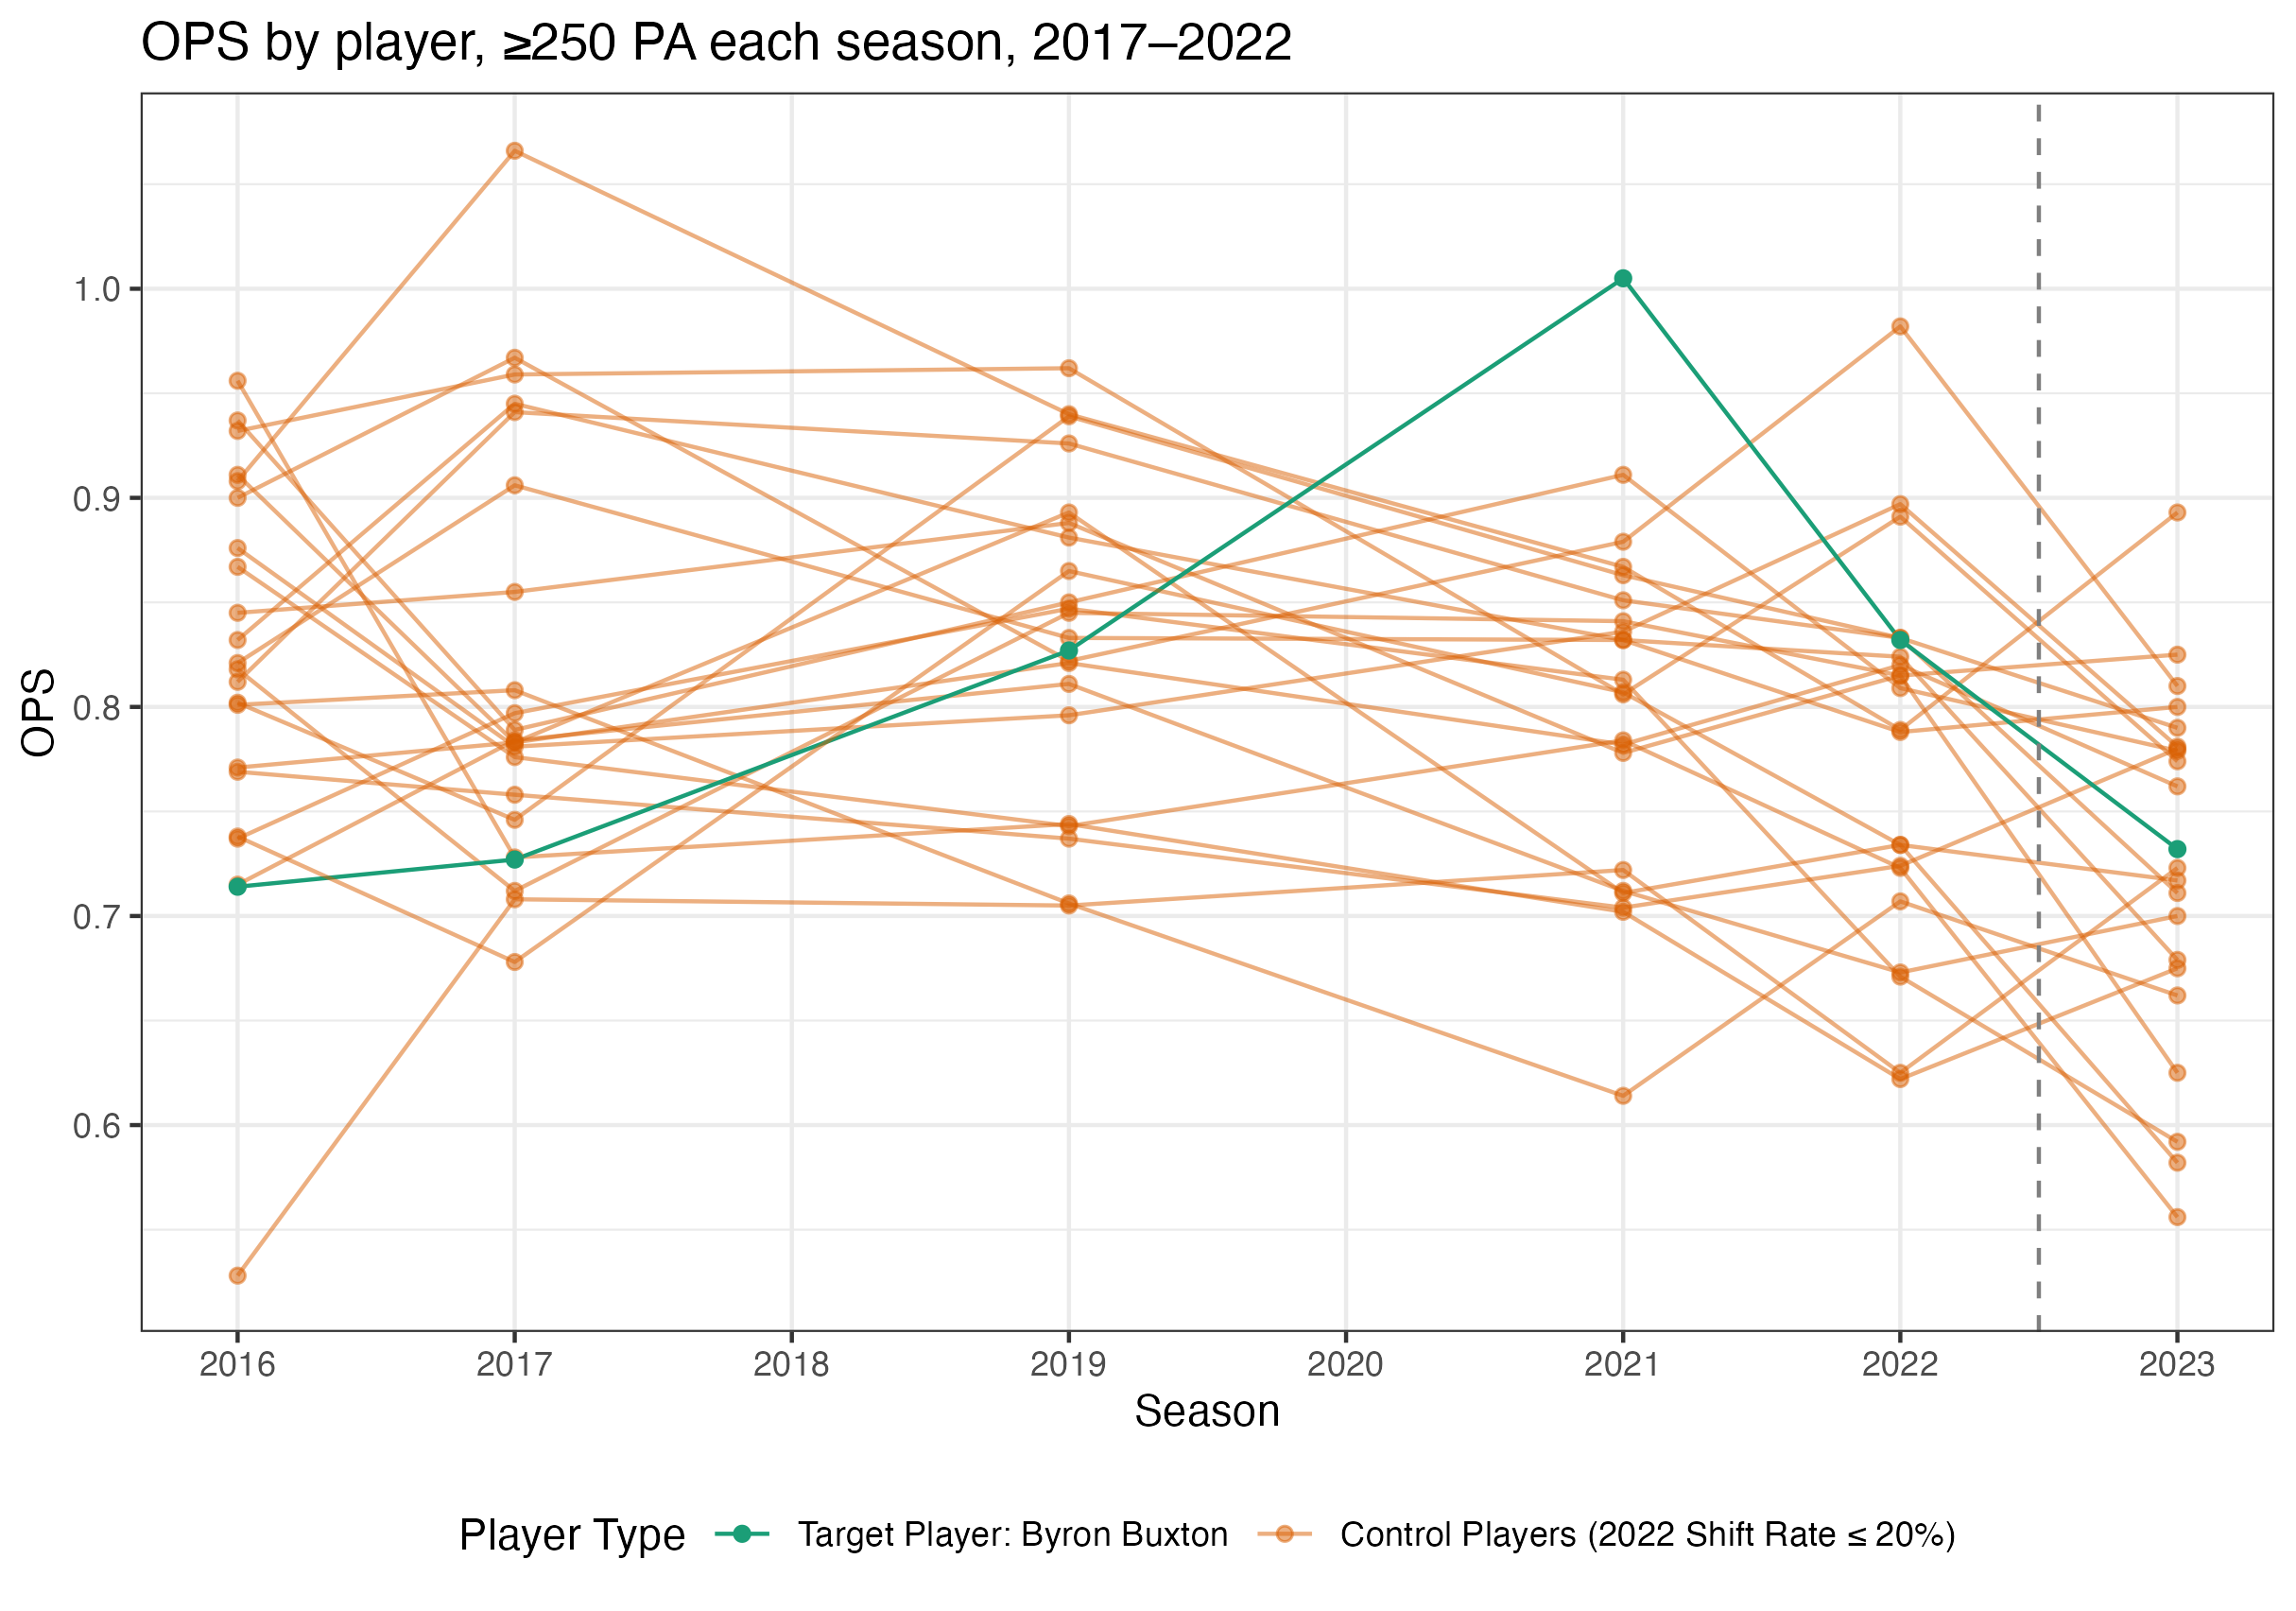 OPS by player, ≥250 PA each season, 2017–2022
OPS
1.0
0.9
0.8
0.7
0.6
2016 2017 2018 2019 2020 2021 2022 2023
Season
Player Type Target Player: Byron Buxton Control Players (2022 Shift Rate ≤ 20%)